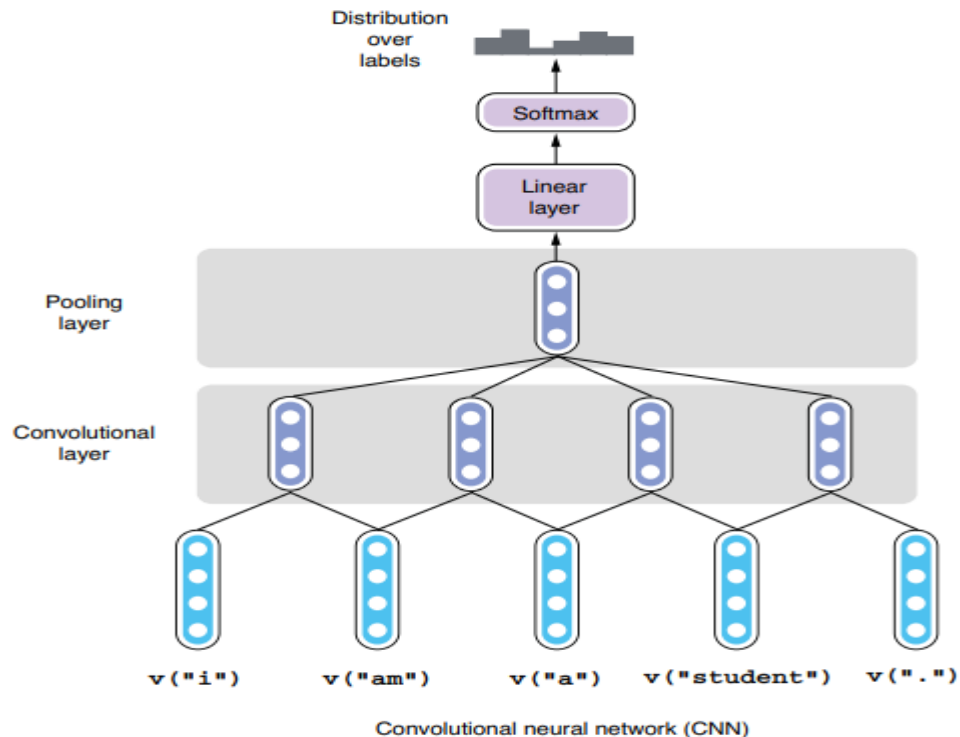 Distribution
over
labels
Softmax
Linear
layer
Pooling
layer
Convolutional
layer
v("i") v("am") v("a") v("student") v(".")
Convolutional neural network (CNN)